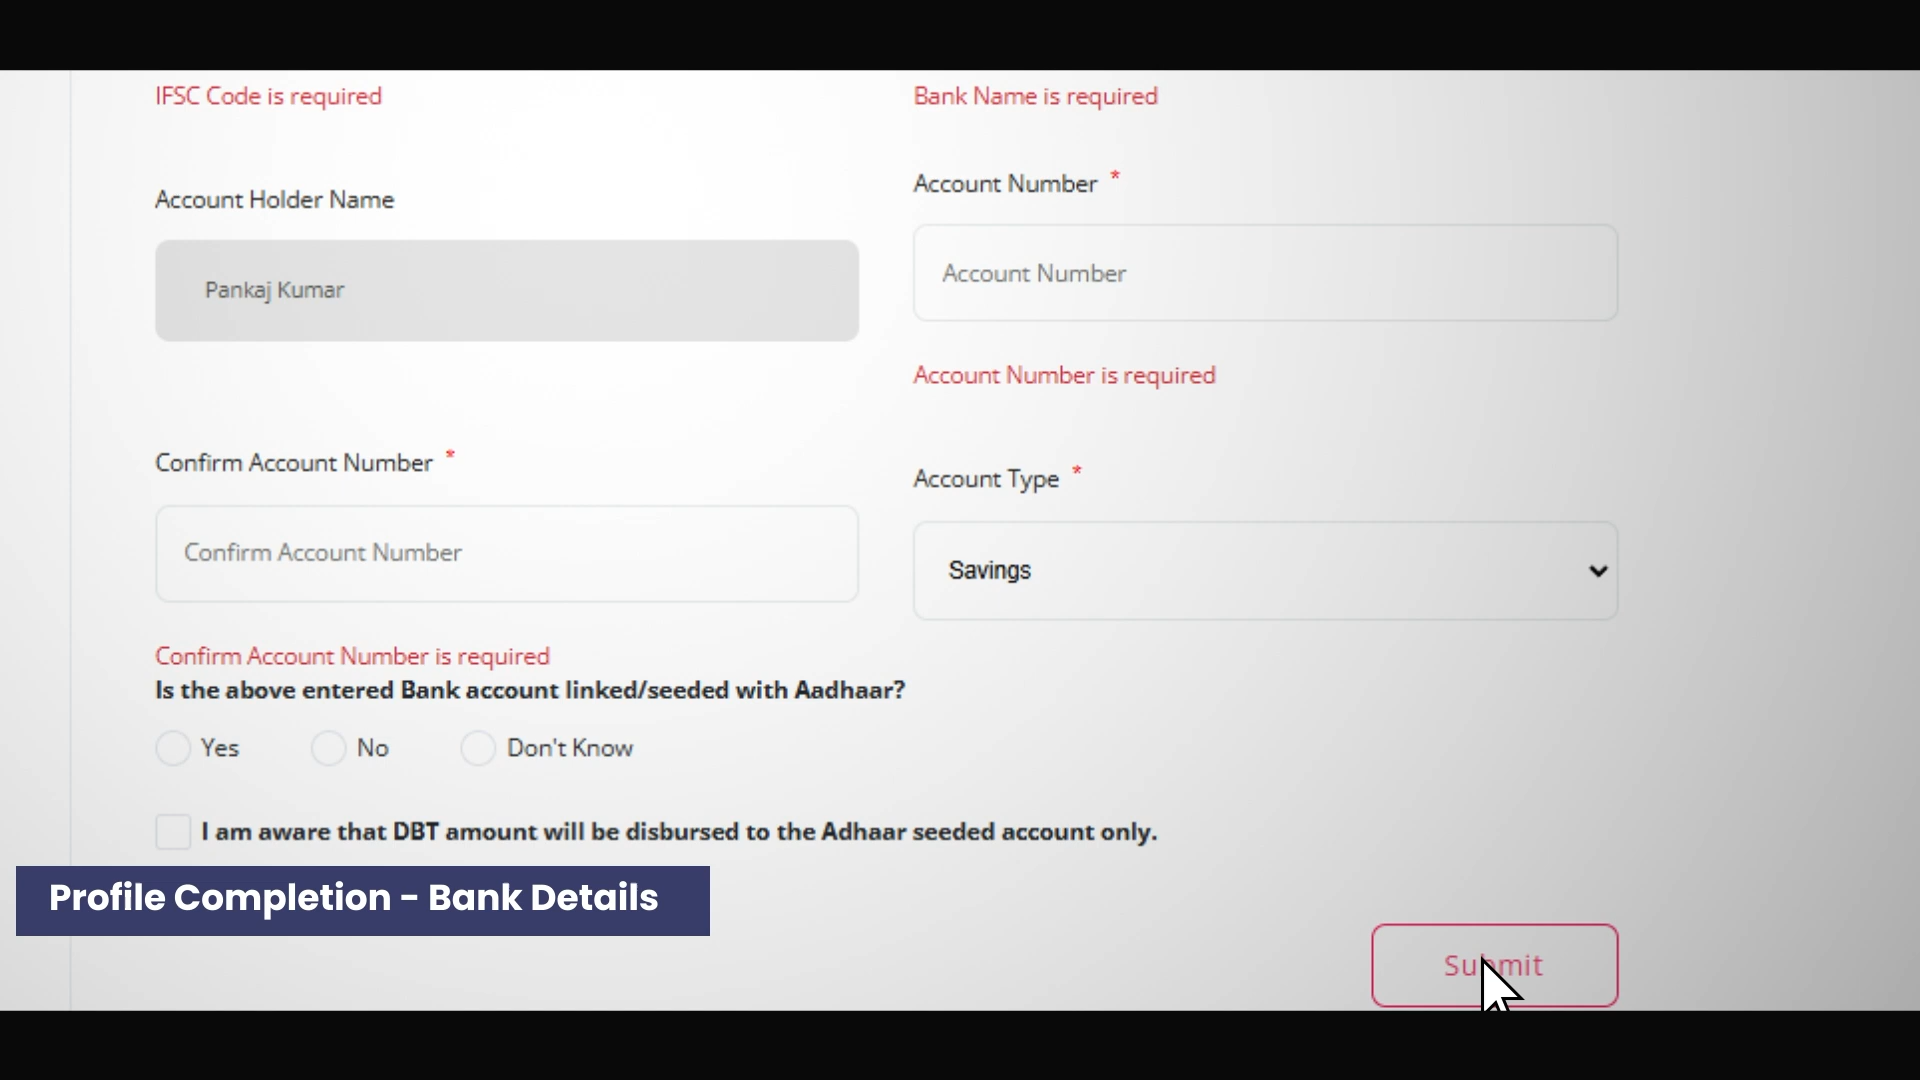 IFSC Code is required
Bank Name is required
Account Holder Name
Account Number *
Pankaj Kumar
Account Number
Account Number is required
Confirm Account Number *
Account Type *
Confirm Account Number
Savings
Confirm Account Number is required
Is the above entered Bank account linked/seeded with Aadhaar?
Yes No Don't Know
I am aware that DBT amount will be disbursed to the Adhaar seeded account only.
Profile Completion - Bank Details
Submit